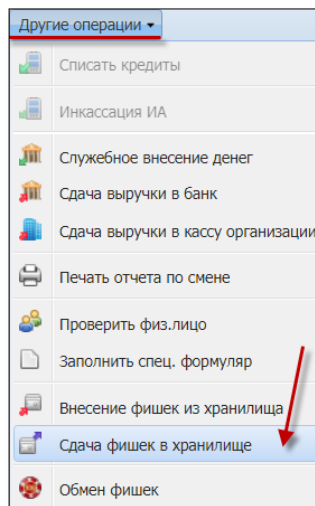 Другие операции
Списать кредиты
Инкассация ИА
Служебное внесение денег
Сдача выручки в банк
Сдача выручки в кассу организации
Печать отчета по смене
Проверить физ.лицо
Заполнить спец. формуляр
Внесение фишек из хранилища
Сдача фишек в хранилище
Обмен фишек